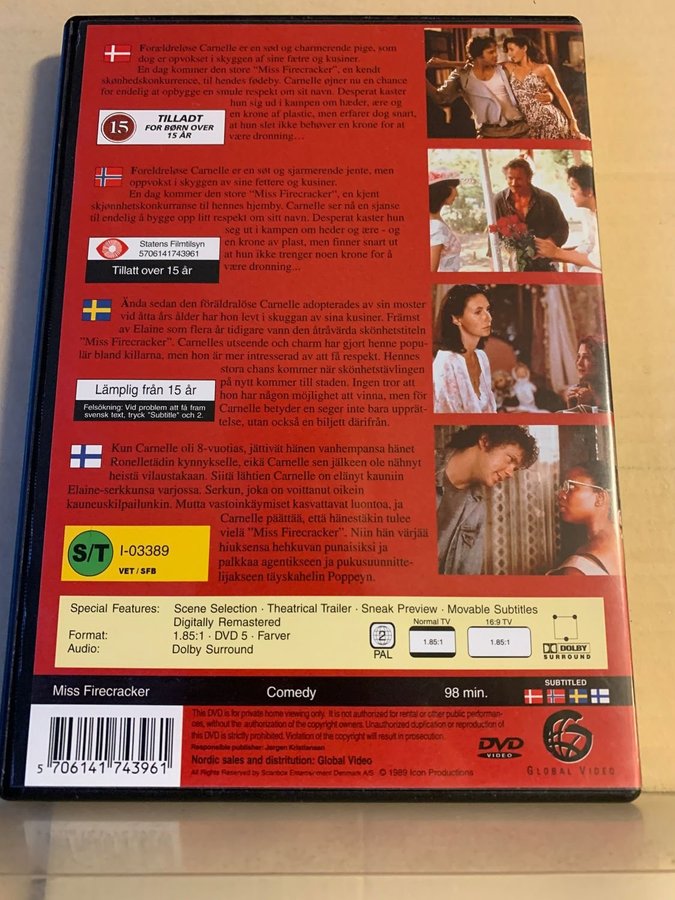 Forældreløse Carnelle er en sød og charmerende pige, som
dog er opvokset i skyggen af sine fætre og kusiner.
En dag kommer den store "Miss Firecracker", en kendt
skønhedskonkurrence, til hendes fødeby. Carnelle øjner nu en chance
for endelig at opbygge en smule respekt om sit navn. Desperat kaster
hun sig ud i kampen om hæder, ære og
en krone af plastic, men erfarer dog snart,
at hun slet ikke behøver en krone for at
være dronning...
15
TILLADT
FOR BØRN OVER
15 ÅR
Foreldreløse Carnelle er en søt og sjarmerende jente, men
oppvokst i skyggen av sine fettere og kusiner.
En dag kommer den store "Miss Firecracker", en kjent
skjønnhetskonkurranse til hennes hjemby. Carnelle ser nå en sjanse
til endelig å bygge opp litt respekt om sit navn. Desperat kaster hun
seg ut i kampen om heder og ære - og
en krone av plast, men finner snart ut
at hun ikke trenger noen krone for å
være dronning...
Statens Filmtilsyn
5706141743961
Tillatt over 15 år
Ända sedan den föräldralöse Carnelle adopterades av sin moster
vid åtta års ålder har hon levt i skuggan av sina kusiner. Främst
av Elaine som flera år tidigare vann den åtråvärda skönhetstiteln
"Miss Firecracker". Carnelles utseende och charm har gjort henne popu-
lär bland killarna, men hon är mer intresserad av att få respekt. Hennes
stora chans kommer när skönhetstävlingen
på nytt kommer till staden. Ingen tror att
hon har någon möjlighet att vinna, men för
Carnelle betyder en seger inte bara upprät-
telse, utan också en biljett därifrån.
Lämplig från 15 år
Felsökning: Vid problem att få fram
svensk text, tryck "Subtitle" och 2.
Kun Carnelle oli 8-vuotias, jättivät hänen vanhempansa hänet
Ronelletädin kynnykselle, eikä Carnelle sen jälkeen ole nähnyt
heistä vilaustakaan. Siitä lähtien Carnelle on elänyt kauniin
Elaine-serkkunsa varjossa. Serkun, joka on voittanut oikein
kauneuskilpailunkin. Mutta vastoinkäymiset kasvattavat luontoa, ja
Carnelle päättää, että hänestäkin tulee
vielä "Miss Firecracker". Niin hän värjää
hiuksensa hehkuvan punaisiksi ja
palkkaa agentikseen ja pukusuunnitte-
lijakseen täyskahelin Poppeyn.
S/T
I-03389
VET / SFB
Special Features: Scene Selection · Theatrical Trailer · Sneak Preview · Movable Subtitles
Digitally Remastered
Format: 1.85:1 · DVD 5 · Farver
Audio: Dolby Surround
2
PAL
Normal TV
1.85:1
16:9 TV
1.85:1
DOLBY
SURROUND
Miss Firecracker Comedy 98 min.
SUBTITLED
This DVD is for private home viewing only. It is not authorized for rental or other public performan-
ces, without the authorization of the copyright owners. Unauthorized duplication or reproduction of
this DVD is strictly prohibited. Violation of the copyright will result in prosecution.
Responsible publisher: Jørgen Kristiansen
Nordic sales and distribution: Global Video
All Rights Reserved by Scanbox Entertainment Denmark A/S © 1989 Icon Productions
DVD
VIDEO
GLOBAL VIDEO
5 706141 743961